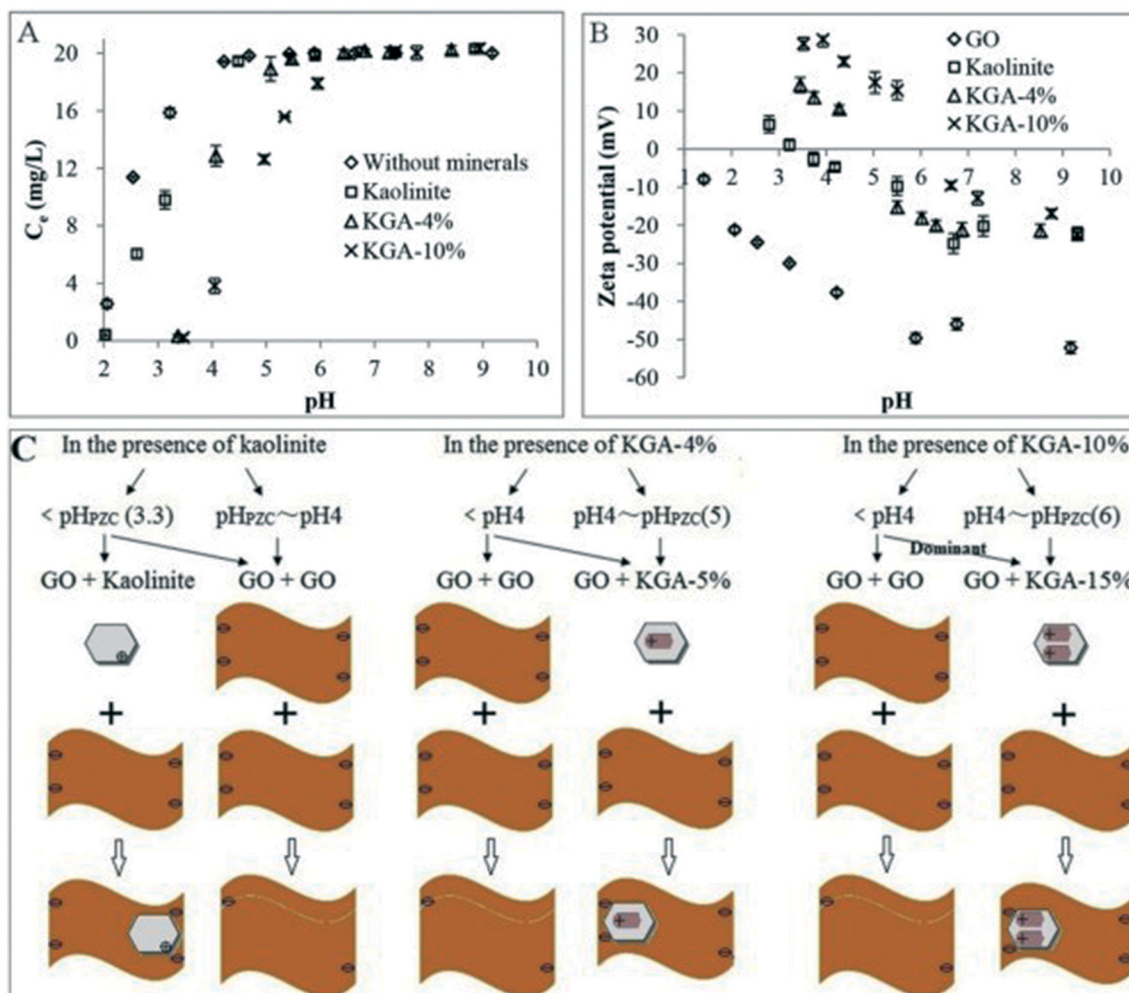 A
Cₑ (mg/L)
20
16
12
8
4
0
2 3 4 5 6 7 8 9 10
pH
Without minerals
Kaolinite
KGA-4%
KGA-10%
B
Zeta potential (mV)
30
20
10
0
-10
-20
-30
-40
-50
-60
1 2 3 4 5 6 7 8 9 10
pH
GO
Kaolinite
KGA-4%
KGA-10%
C
In the presence of kaolinite
< pHPZC (3.3) pHPZC～pH4
GO + Kaolinite GO + GO
+ +
In the presence of KGA-4%
< pH4 pH4～pHPZC(5)
GO + GO GO + KGA-5%
+ +
In the presence of KGA-10%
< pH4 pH4～pHPZC(6)
Dominant
GO + GO GO + KGA-15%
+ +